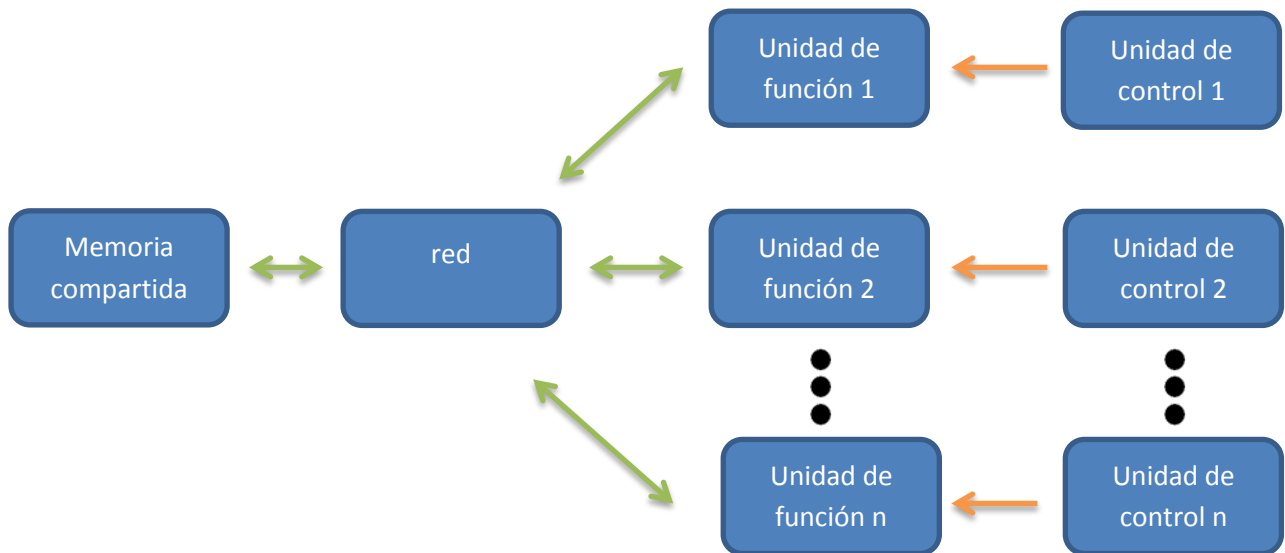 Unidad de
función 1
Unidad de
control 1
Memoria
compartida
red
Unidad de
función 2
Unidad de
control 2
Unidad de
función n
Unidad de
control n